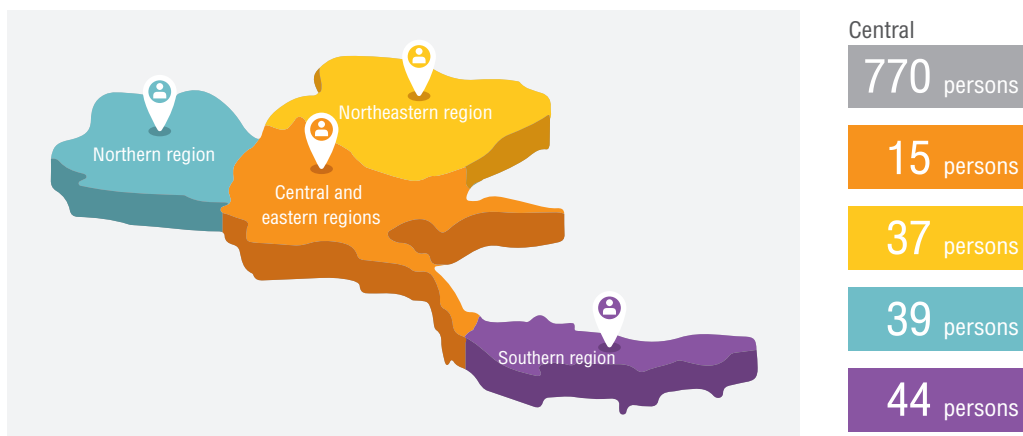 Northeastern region
Northern region
Central and
eastern regions
Southern region
Central
770 persons
15 persons
37 persons
39 persons
44 persons